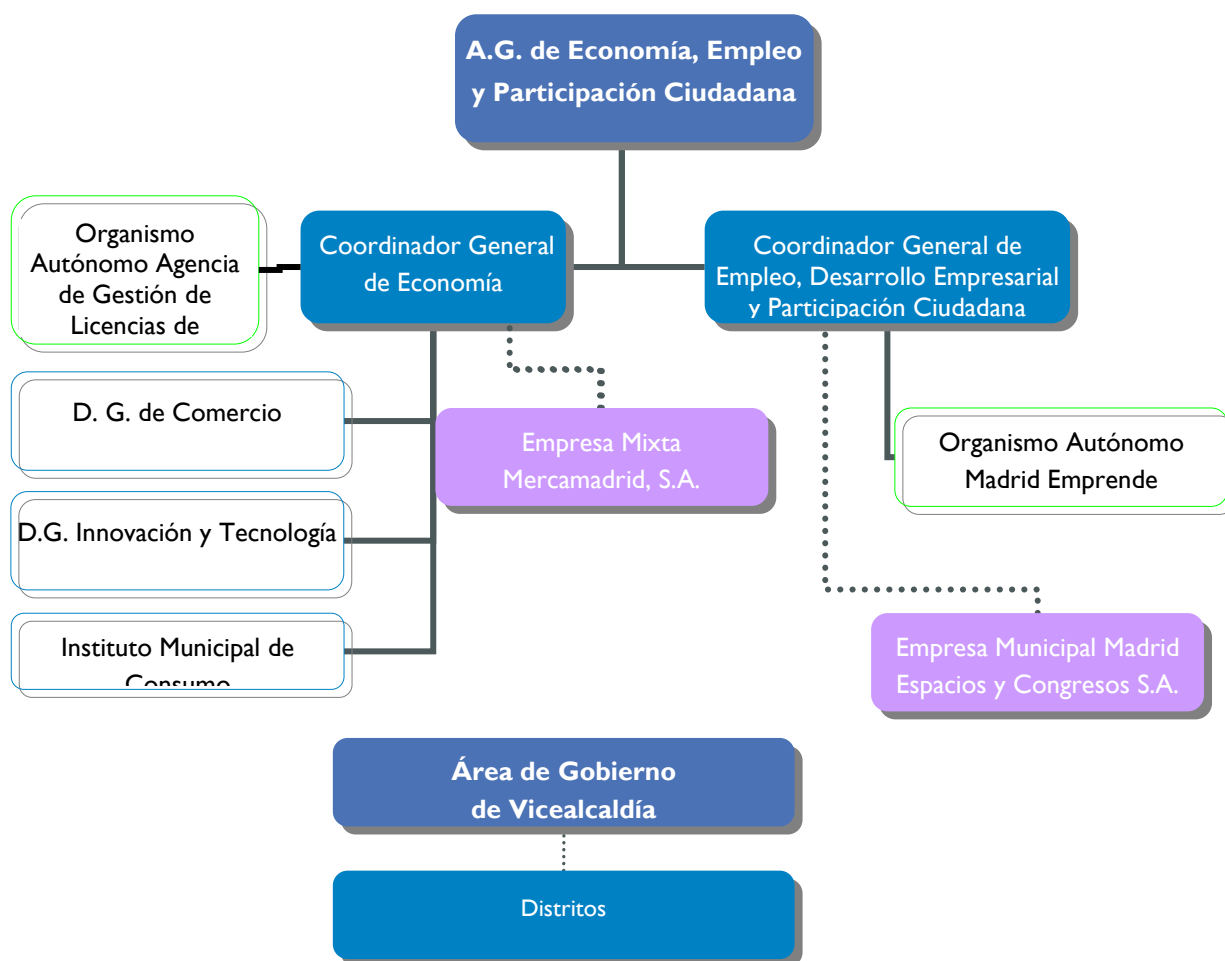 A.G. de Economía, Empleo
y Participación Ciudadana
Organismo
Autónomo Agencia
de Gestión de
Licencias de
Coordinador General
de Economía
Coordinador General de
Empleo, Desarrollo Empresarial
y Participación Ciudadana
D. G. de Comercio
Empresa Mixta
Mercamadrid, S.A.
Organismo Autónomo
Madrid Emprende
D.G. Innovación y Tecnología
Instituto Municipal de
Consumo
Empresa Municipal Madrid
Espacios y Congresos S.A.
Área de Gobierno
de Vicealcaldía
Distritos